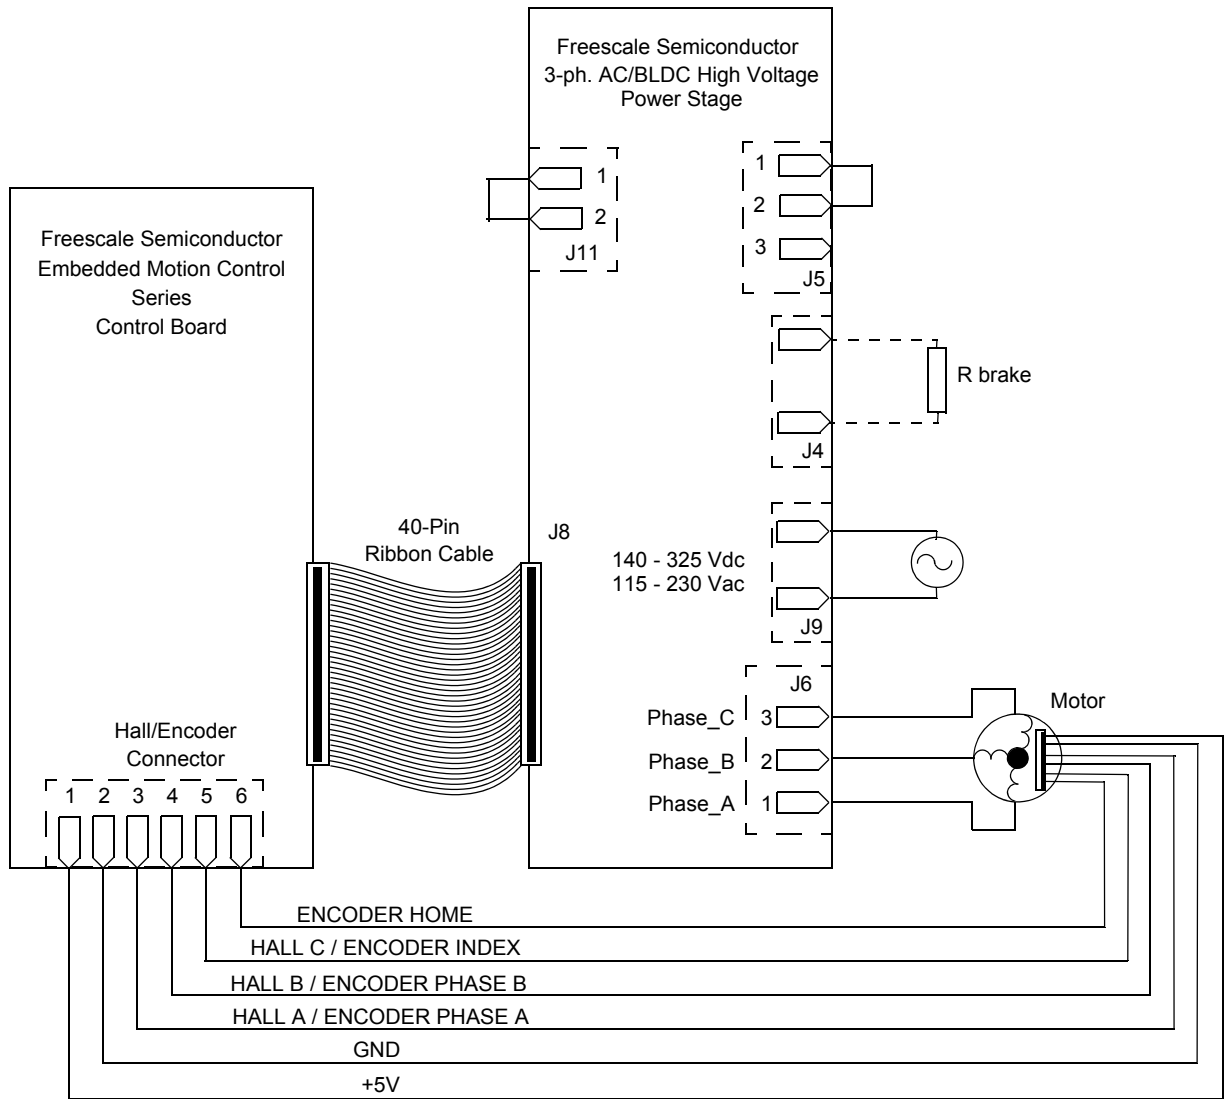 Freescale Semiconductor
3-ph. AC/BLDC High Voltage
Power Stage
1
2
J11
1
2
3
J5
Freescale Semiconductor
Embedded Motion Control
Series
Control Board
R brake
J4
40-Pin
Ribbon Cable
J8
140 - 325 Vdc
115 - 230 Vac
J9
J6
Phase_C 3
Phase_B 2
Phase_A 1
Motor
Hall/Encoder
Connector
1 2 3 4 5 6
ENCODER HOME
HALL C / ENCODER INDEX
HALL B / ENCODER PHASE B
HALL A / ENCODER PHASE A
GND
+5V